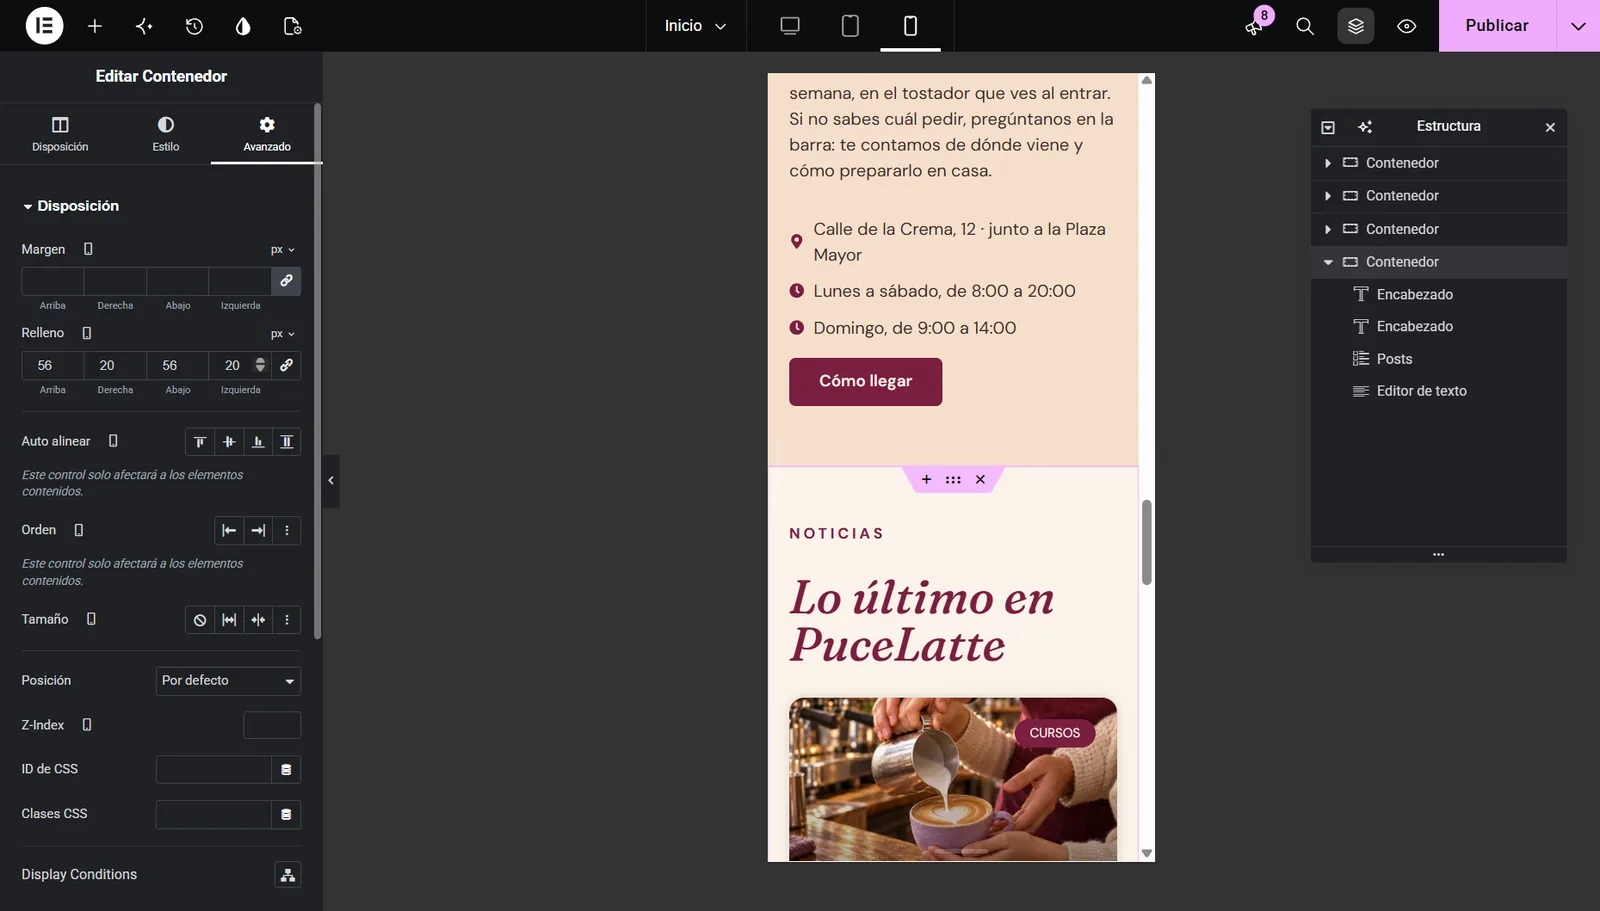 Inicio
8
Publicar
Editar Contenedor
Disposición
Estilo
Avanzado
Disposición
Margen
px
Arriba
Derecha
Abajo
Izquierda
Relleno
px
56
20
56
20
Arriba
Derecha
Abajo
Izquierda
Auto alinear
Este control solo afectará a los elementos
contenidos.
Orden
Este control solo afectará a los elementos
contenidos.
Tamaño
Posición
Por defecto
Z-Index
ID de CSS
Clases CSS
Display Conditions
semana, en el tostador que ves al entrar.
Si no sabes cuál pedir, pregúntanos en la
barra: te contamos de dónde viene y
cómo prepararlo en casa.
Calle de la Crema, 12 · junto a la Plaza
Mayor
Lunes a sábado, de 8:00 a 20:00
Domingo, de 9:00 a 14:00
Cómo llegar
NOTICIAS
Lo último en
PuceLatte
CURSOS
Estructura
Contenedor
Contenedor
Contenedor
Contenedor
Encabezado
Encabezado
Posts
Editor de texto